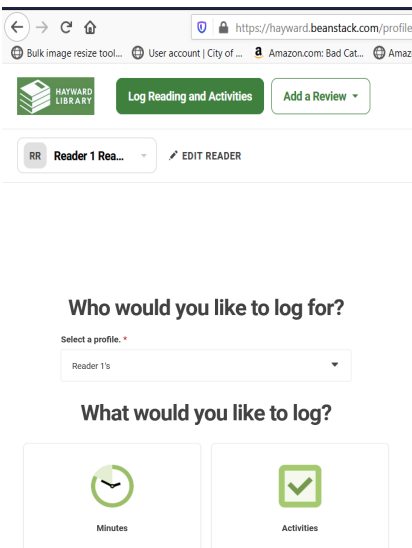 https://hayward.beanstack.com/profile
Bulk image resize tool... User account | City of ... a Amazon.com: Bad Cat... Amaz
HAYWARD
LIBRARY
Log Reading and Activities Add a Review
RR Reader 1 Rea... EDIT READER
Who would you like to log for?
Select a profile. *
Reader 1's
What would you like to log?
Minutes Activities